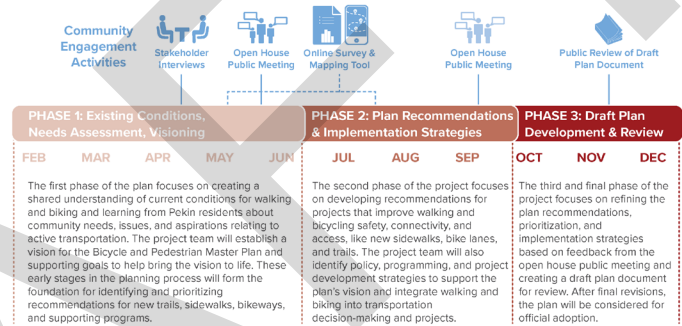 Community
Engagement
Activities
Stakeholder
Interviews
Open House
Public Meeting
Online Survey &
Mapping Tool
Open House
Public Meeting
Public Review of Draft
Plan Document
PHASE 1: Existing Conditions,
Needs Assessment, Visioning
PHASE 2: Plan Recommendations
& Implementation Strategies
PHASE 3: Draft Plan
Development & Review
FEB MAR APR MAY JUN JUL AUG SEP OCT NOV DEC
The first phase of the plan focuses on creating a
shared understanding of current conditions for walking
and biking and learning from Pekin residents about
community needs, issues, and aspirations relating to
active transportation. The project team will establish a
vision for the Bicycle and Pedestrian Master Plan and
supporting goals to help bring the vision to life. These
early stages in the planning process will form the
foundation for identifying and prioritizing
recommendations for new trails, sidewalks, bikeways,
and supporting programs.
The second phase of the project focuses
on developing recommendations for
projects that improve walking and
bicycling safety, connectivity, and
access, like new sidewalks, bike lanes,
and trails. The project team will also
identify policy, programming, and project
development strategies to support the
plan's vision and integrate walking and
biking into transportation
decision-making and projects.
The third and final phase of the
project focuses on refining the
plan recommendations,
prioritization, and
implementation strategies
based on feedback from the
open house public meeting and
creating a draft plan document
for review. After final revisions,
the plan will be considered for
official adoption.